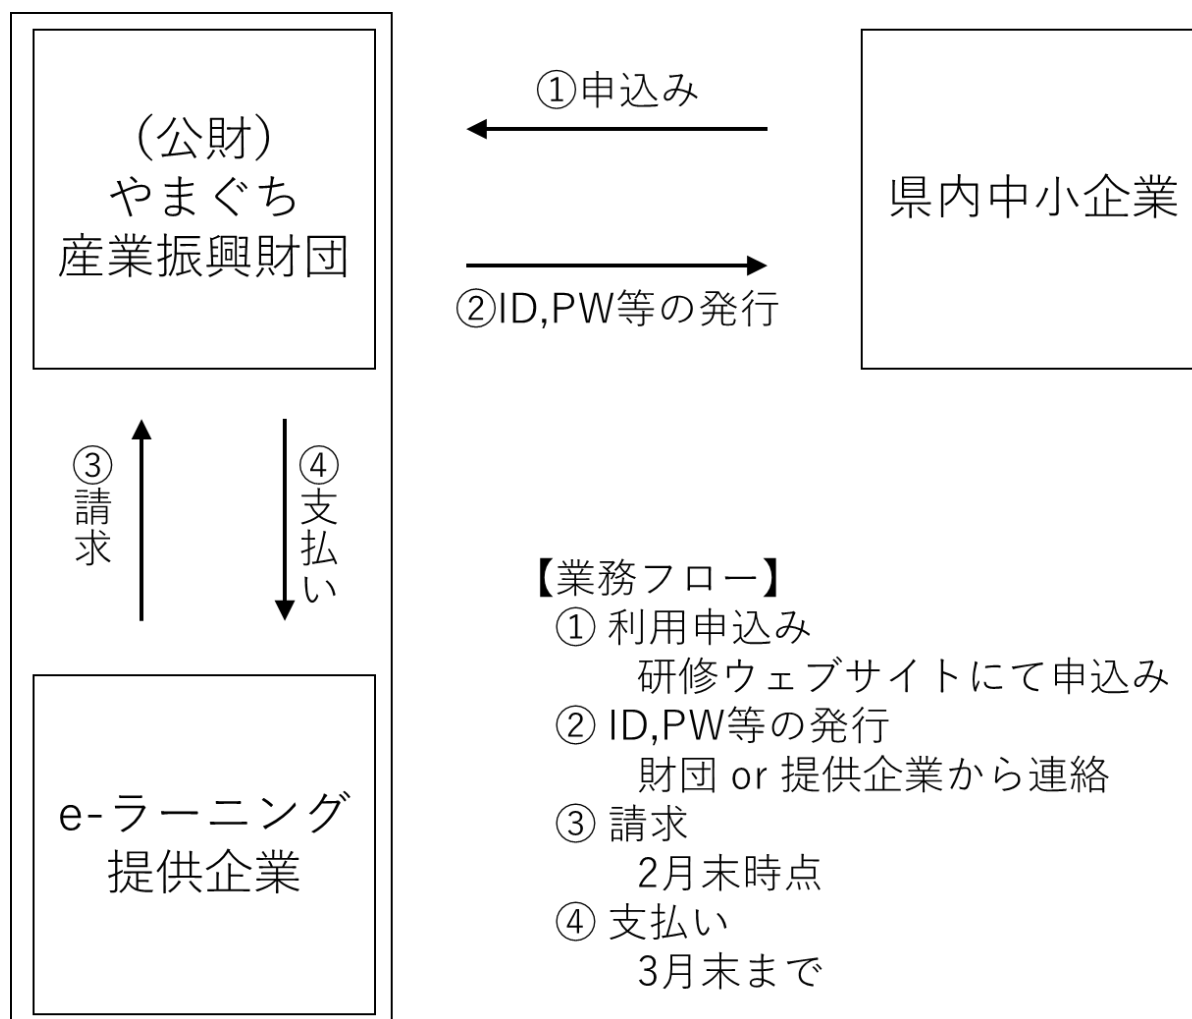 （公財）
やまぐち
産業振興財団
①申込み
②ID,PW等の発行
県内中小企業
③請求
④支払い
e-ラーニング
提供企業
【業務フロー】
① 利用申込み
研修ウェブサイトにて申込み
② ID,PW等の発行
財団 or 提供企業から連絡
③ 請求
2月末時点
④ 支払い
3月末まで